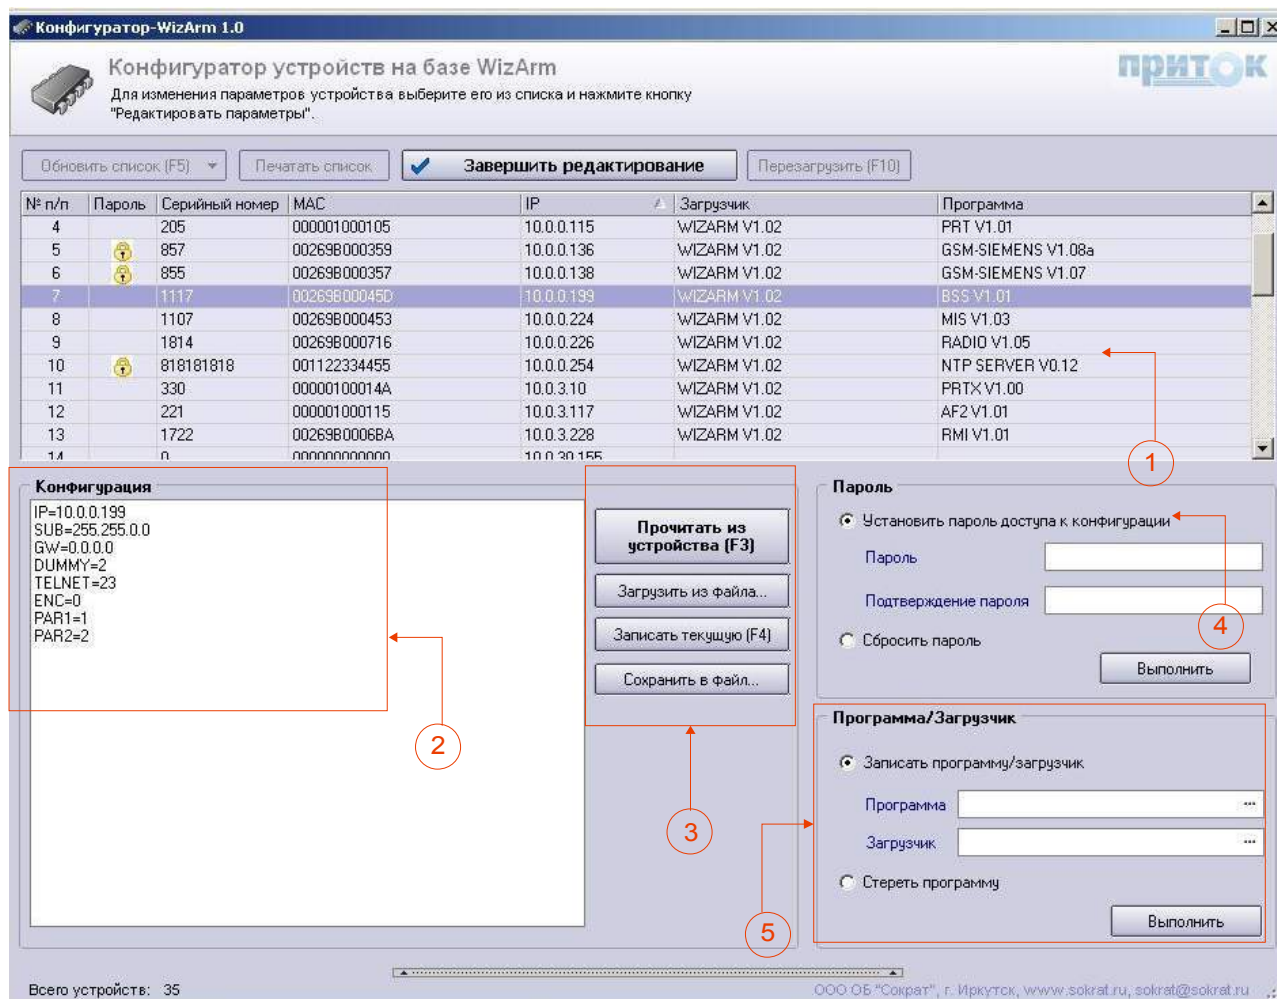 Конфигуратор-WizArm 1.0
Конфигуратор устройств на базе WizArm
приток
Для изменения параметров устройства выберите его из списка и нажмите кнопку
"Редактировать параметры".
Обновить список (F5) Печатать список Завершить редактирование Перезагрузить (F10)
№ п/п Пароль Серийный номер MAC IP Загрузчик Программа
4 205 000001000105 10.0.0.115 WIZARM V1.02 PRT V1.01
5 857 00269B000359 10.0.0.136 WIZARM V1.02 GSM-SIEMENS V1.08a
6 855 00269B000357 10.0.0.138 WIZARM V1.02 GSM-SIEMENS V1.07
7 1117 00269B00045D 10.0.0.199 WIZARM V1.02 BSS V1.01
8 1107 00269B000453 10.0.0.224 WIZARM V1.02 MIS V1.03
9 1814 00269B000716 10.0.0.226 WIZARM V1.02 RADIO V1.05
10 818181818 001122334455 10.0.0.254 WIZARM V1.02 NTP SERVER V0.12
11 330 00000100014A 10.0.3.10 WIZARM V1.02 PRTX V1.00
12 221 000001000115 10.0.3.117 WIZARM V1.02 AF2 V1.01
13 1722 00269B0006BA 10.0.3.228 WIZARM V1.02 RMI V1.01
14 0 000000000000 10.0.30.155
1
Конфигурация
IP=10.0.0.199
SUB=255.255.0.0
GW=0.0.0.0
DUMMY=2
TELNET=23
ENC=0
PAR1=1
PAR2=2
2
Прочитать из
устройства (F3)
Загрузить из файла...
Записать текущую (F4)
Сохранить в файл...
3
Пароль
Установить пароль доступа к конфигурации
Пароль
Подтверждение пароля
4
Сбросить пароль
Выполнить
Программа/Загрузчик
Записать программу/загрузчик
Программа ...
Загрузчик ...
Стереть программу
5
Выполнить
Всего устройств: 35
ООО ОБ "Сократ", г. Иркутск, www.sokrat.ru, sokrat@sokrat.ru